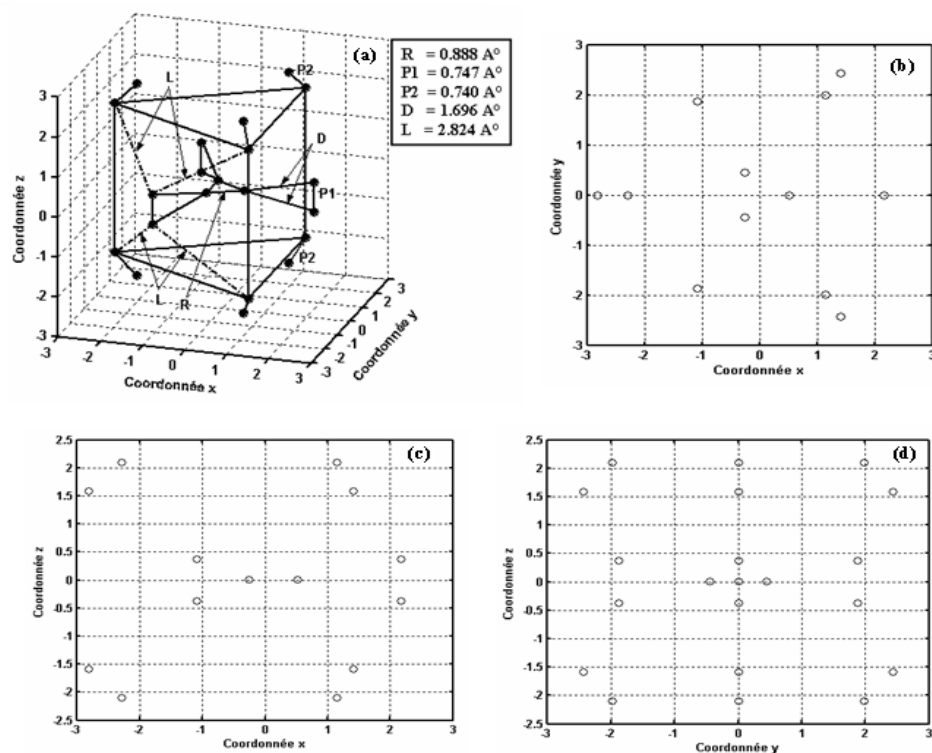 (a)
L
P2
D
P1
P2
L
R
R = 0.888 A°
P1 = 0.747 A°
P2 = 0.740 A°
D = 1.696 A°
L = 2.824 A°
Coordonnée z
3
2
1
0
-1
-2
-3
-3
-2
-1
0
1
2
3
Coordonnée x
-3
-2
-1
0
1
2
3
Coordonnée y
(b)
Coordonnée y
3
2
1
0
-1
-2
-3
-3 -2 -1 0 1 2 3
Coordonnée x
(c)
Coordonnée z
2.5
2
1.5
1
0.5
0
-0.5
-1
-1.5
-2
-2.5
-3 -2 -1 0 1 2 3
Coordonnée x
(d)
Coordonnée z
2.5
2
1.5
1
0.5
0
-0.5
-1
-1.5
-2
-2.5
-3 -2 -1 0 1 2 3
Coordonnée y